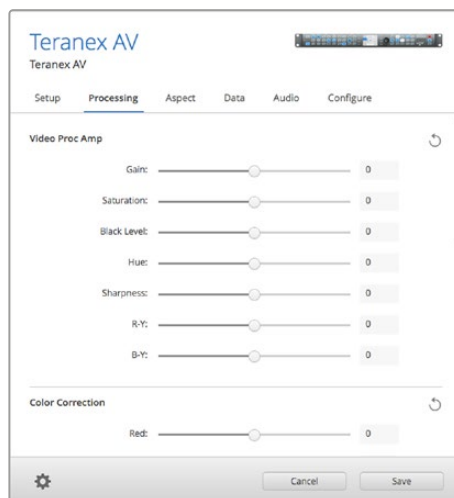 Teranex AV
Teranex AV
Setup Processing Aspect Data Audio Configure
Video Proc Amp
Gain: 0
Saturation: 0
Black Level: 0
Hue: 0
Sharpness: 0
R-Y: 0
B-Y: 0
Color Correction
Red: 0
Cancel Save